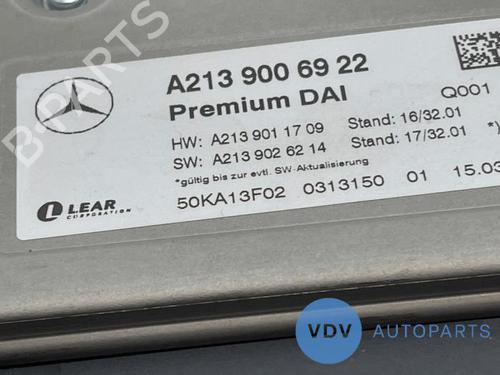 A213 900 69 22
Premium DAI
Q001
HW: A213 901 17 09 Stand: 16/32.01
SW: A213 902 62 14 Stand: 17/32.01 *)
*gültig bis zur evtl. SW-Aktualisierung
50KA13F02 0313150 01 15.03
LEAR
CORPORATION
B-PARTS
VDV AUTOPARTS